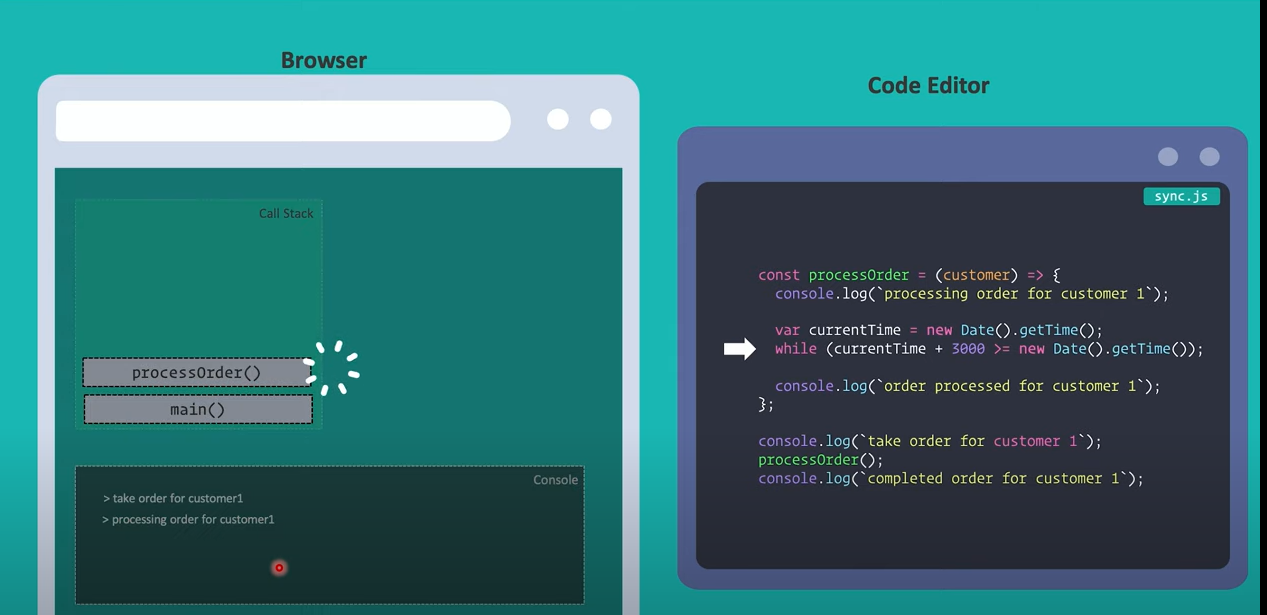 Browser
Call Stack
processOrder()
main()
Console
> take order for customer1
> processing order for customer1
Code Editor
sync.js
const processOrder = (customer) => {
console.log(`processing order for customer 1`);
var currentTime = new Date().getTime();
while (currentTime + 3000 >= new Date().getTime());
console.log(`order processed for customer 1`);
};
console.log(`take order for customer 1`);
processOrder();
console.log(`completed order for customer 1`);